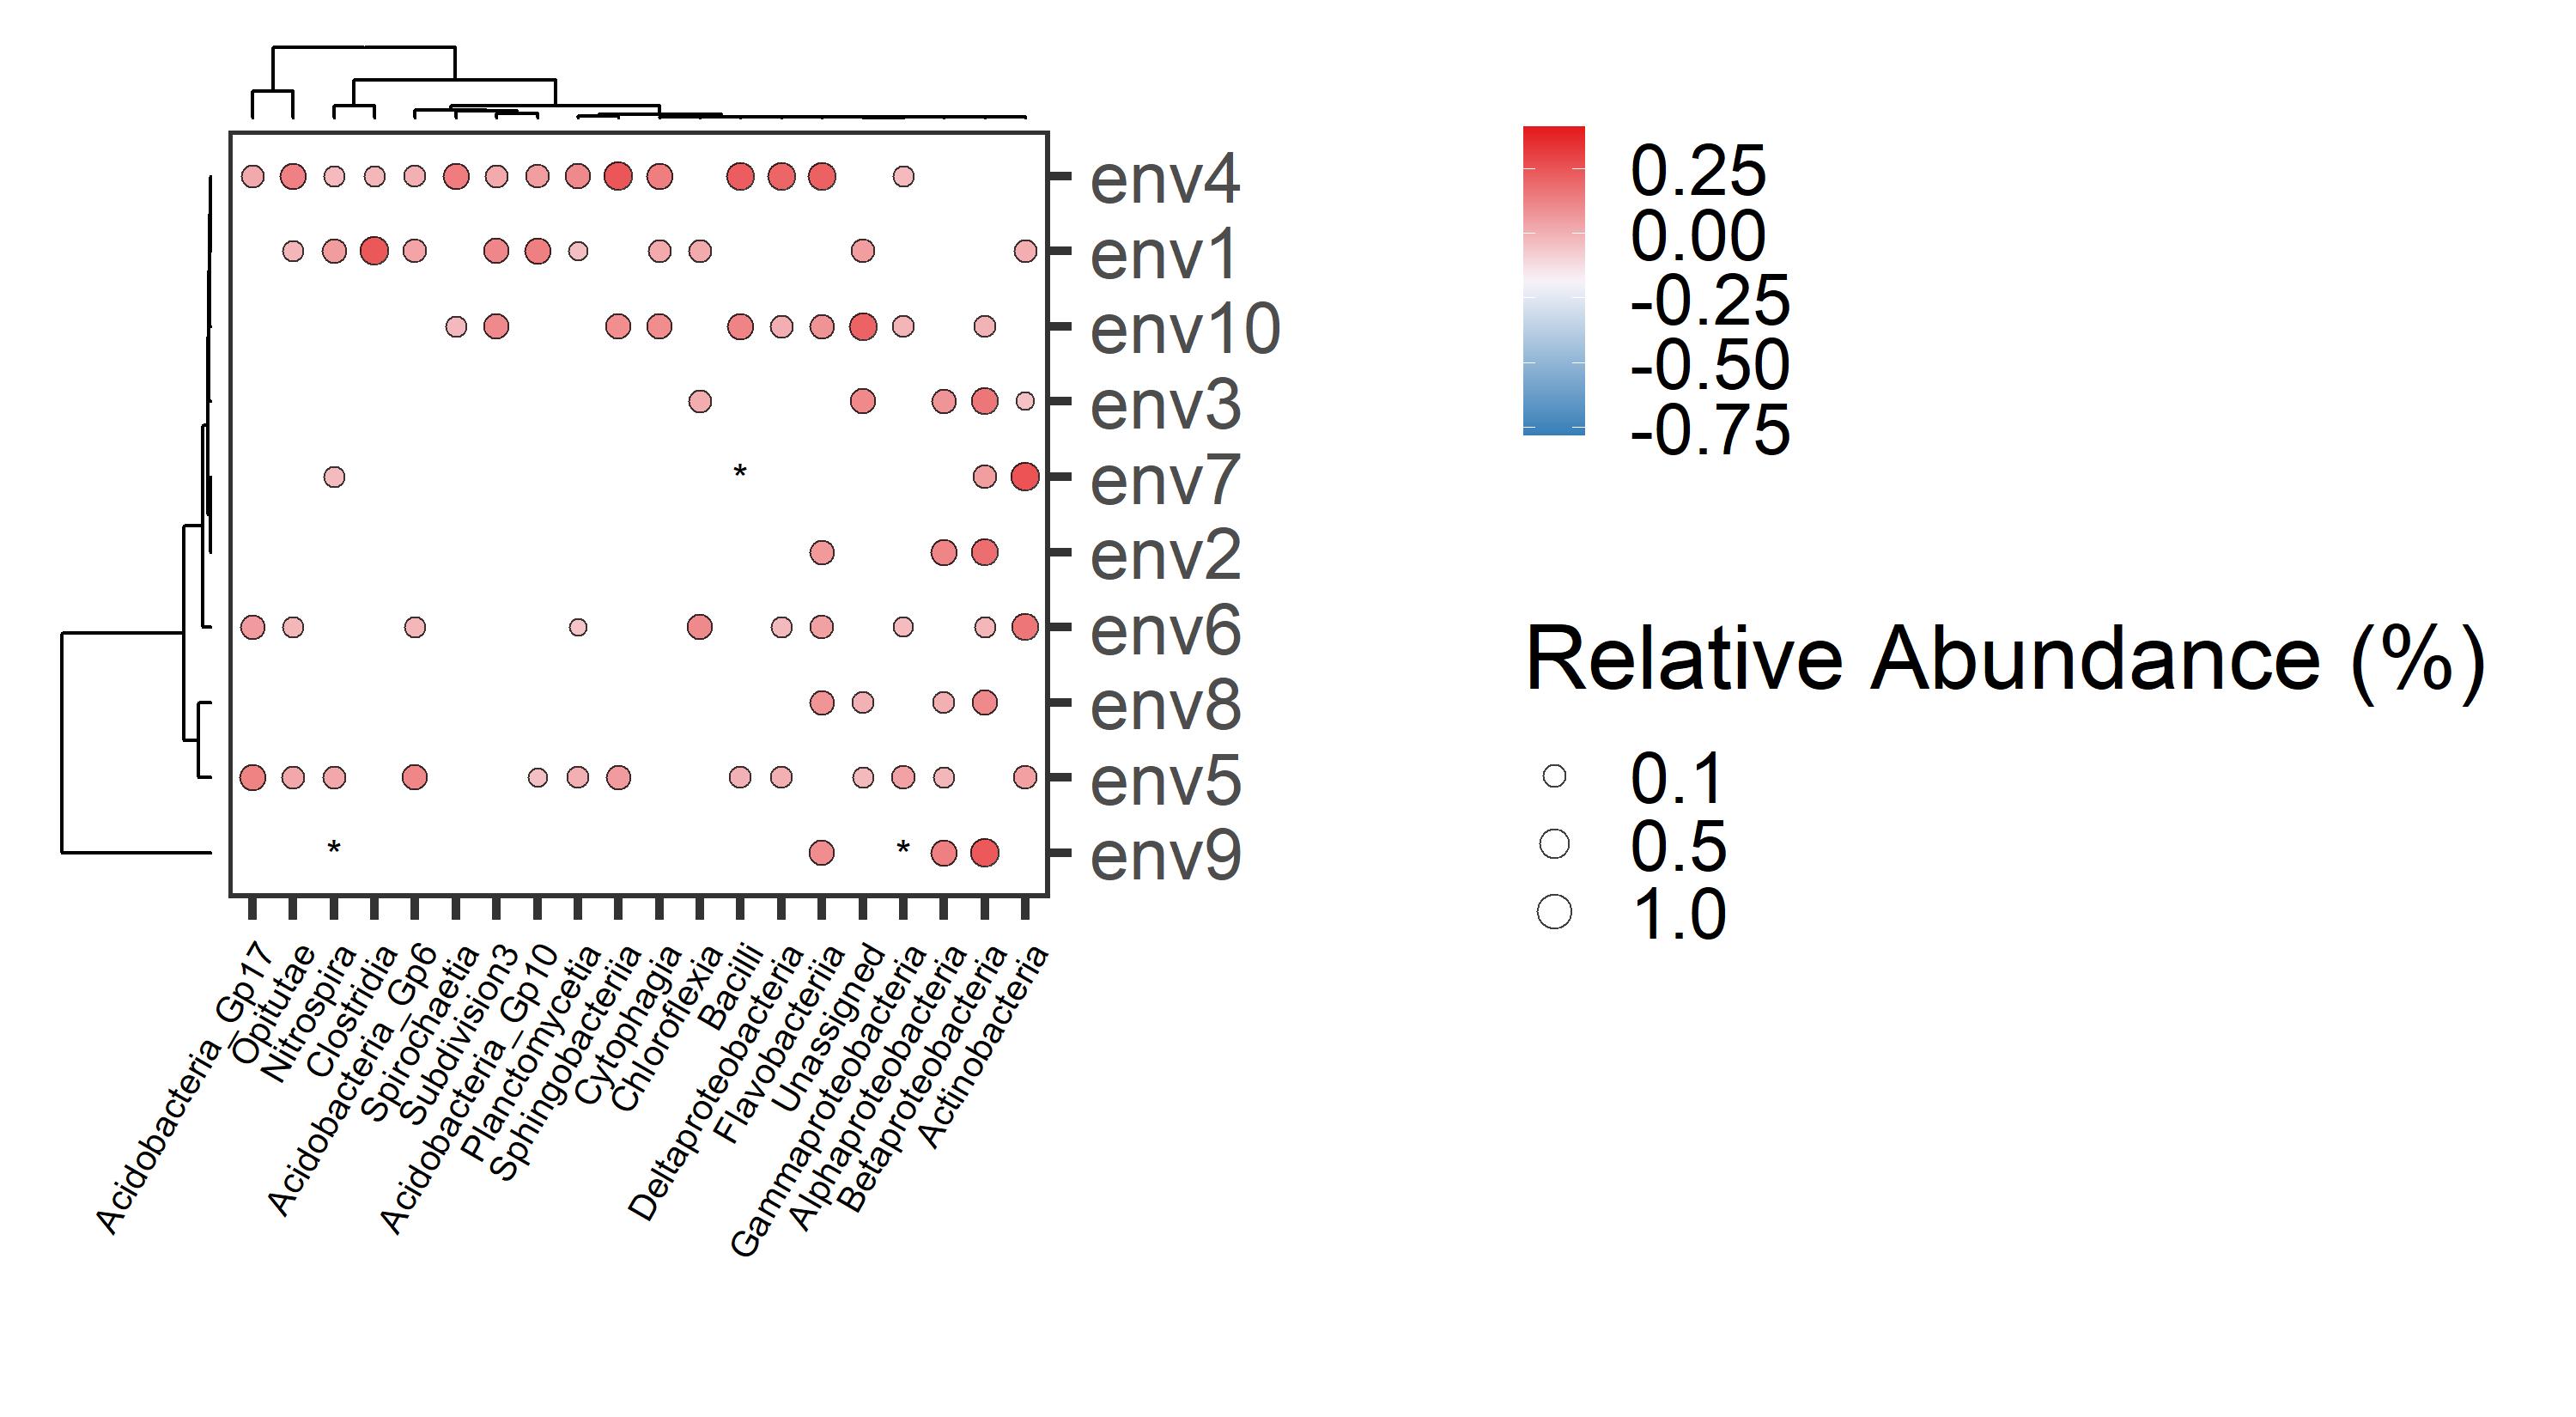 env4
env1
env10
env3
*
env7
env2
env6
env8
env5
*
*
env9
Acidobacteria_Gp17
Opitutae
Nitrospira
Clostridia
Acidobacteria_Gp6
Spirochaetia
Subdivision3
Acidobacteria_Gp10
Planctomycetia
Sphingobacteriia
Cytophagia
Chloroflexia
Bacilli
Deltaproteobacteria
Flavobacteriia
Unassigned
Gammaproteobacteria
Alphaproteobacteria
Betaproteobacteria
Actinobacteria
0.25
0.00
-0.25
-0.50
-0.75
Relative Abundance (%)
0.1
0.5
1.0